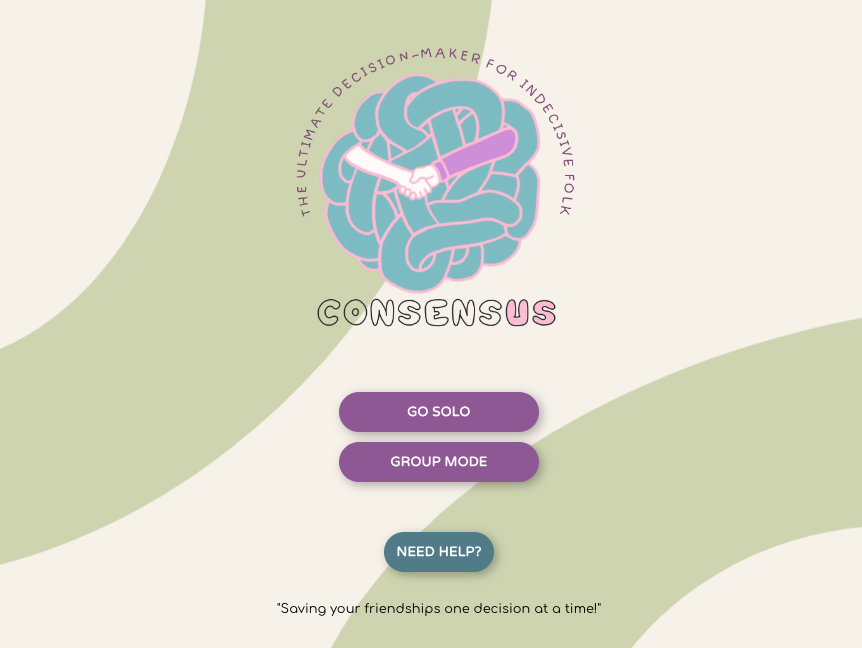 THE ULTIMATE DECISION-MAKER FOR INDECISIVE FOLK
CONSENSUS
GO SOLO
GROUP MODE
NEED HELP?
"Saving your friendships one decision at a time!"